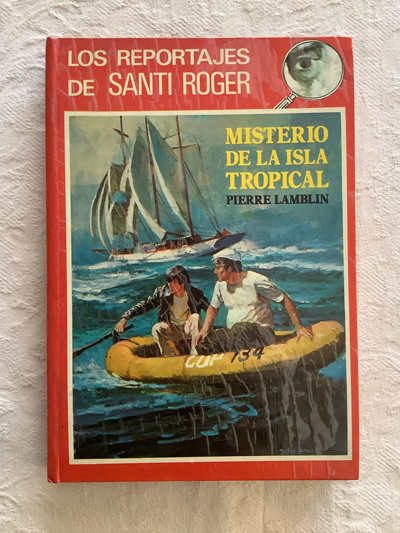 LOS REPORTAJES
DE SANTI ROGER
MISTERIO
DE LA ISLA
TROPICAL
PIERRE LAMBLIN
CUP 134